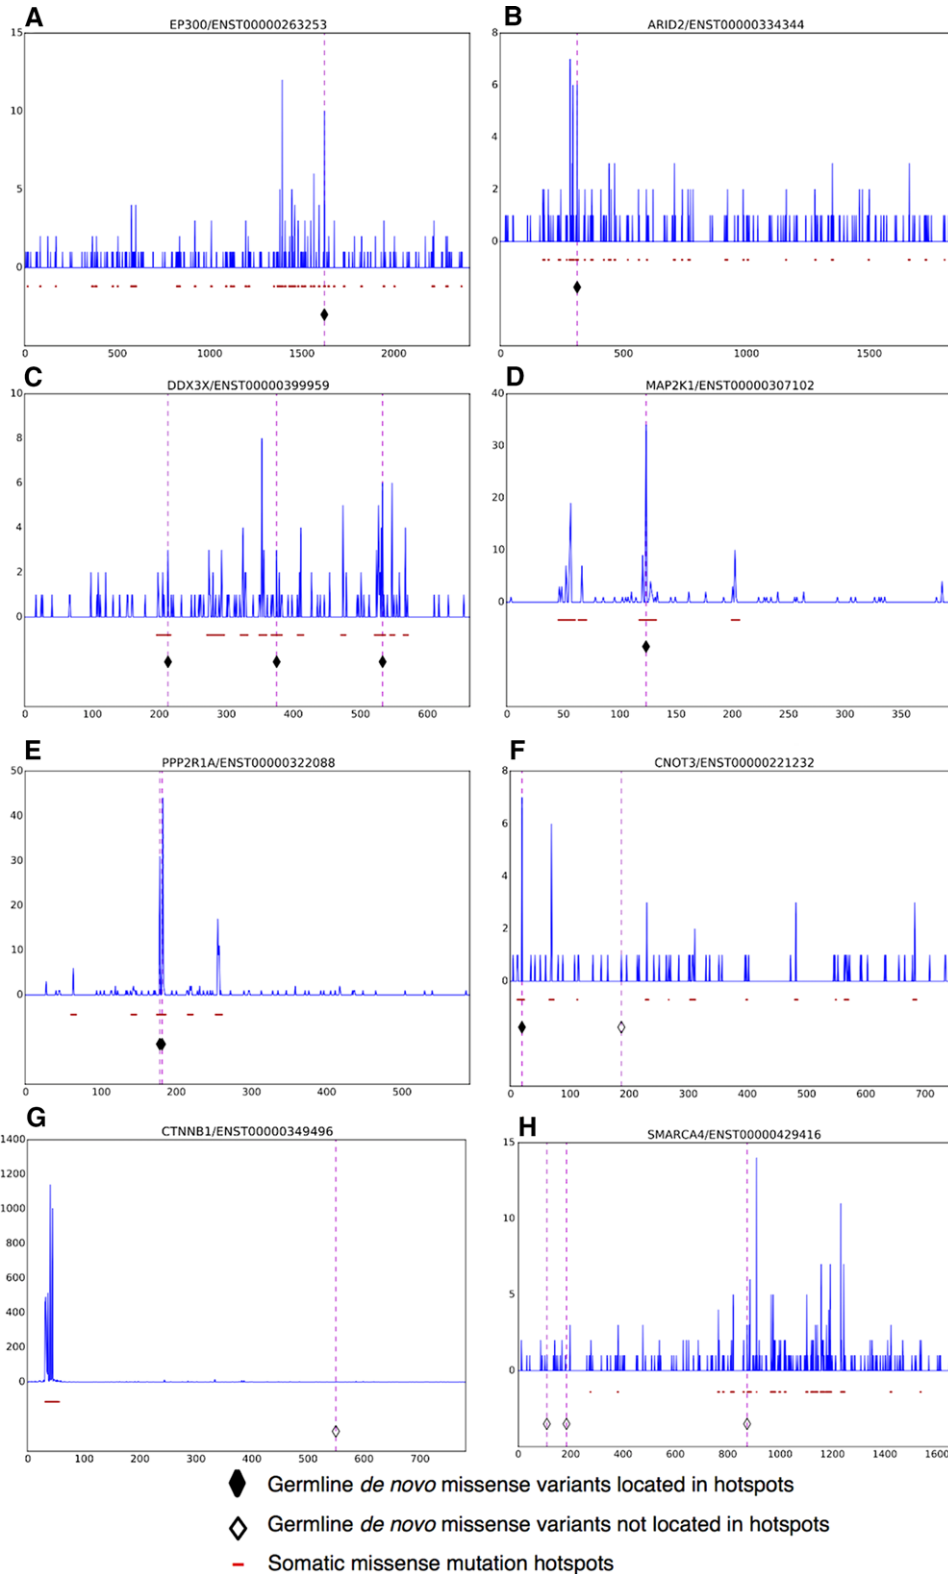 A
EP300/ENST00000263253
15
10
5
0
0 500 1000 1500 2000
B
ARID2/ENST00000334344
8
6
4
2
0
0 500 1000 1500
C
DDX3X/ENST00000399959
10
8
6
4
2
0
0 100 200 300 400 500 600
D
MAP2K1/ENST00000307102
40
30
20
10
0
0 50 100 150 200 250 300 350
E
PPP2R1A/ENST00000322088
50
40
30
20
10
0
0 100 200 300 400 500
F
CNOT3/ENST00000221232
8
6
4
2
0
0 100 200 300 400 500 600 700
G
CTNNB1/ENST00000349496
1400
1200
1000
800
600
400
200
0
0 100 200 300 400 500 600 700
H
SMARCA4/ENST00000429416
15
10
5
0
0 200 400 600 800 1000 1200 1400 1600
Germline de novo missense variants located in hotspots
Germline de novo missense variants not located in hotspots
Somatic missense mutation hotspots